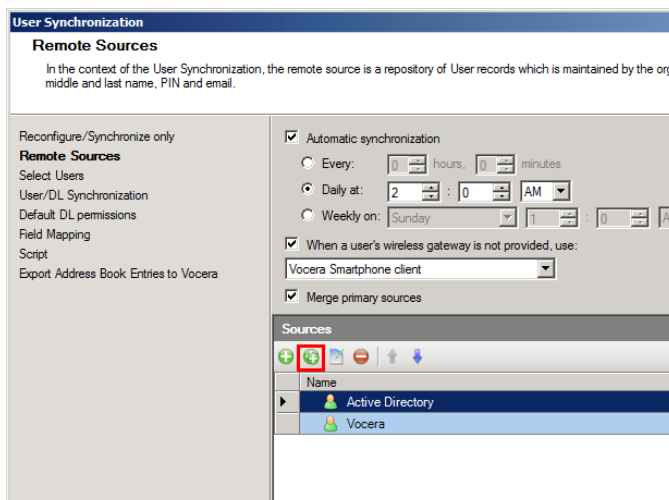 User Synchronization
Remote Sources
In the context of the User Synchronization, the remote source is a repository of User records which is maintained by the
middle and last name, PIN and email.
Reconfigure/Synchronize only
Remote Sources
Select Users
User/DL Synchronization
Default DL permissions
Field Mapping
Script
Export Address Book Entries to Vocera
Automatic synchronization
Every: 0 hours, 0 minutes
Daily at: 2 : 0 AM
Weekly on: Sunday 1 : 0 A
When a user's wireless gateway is not provided, use:
Vocera Smartphone client
Merge primary sources
Sources
Name
Active Directory
Vocera